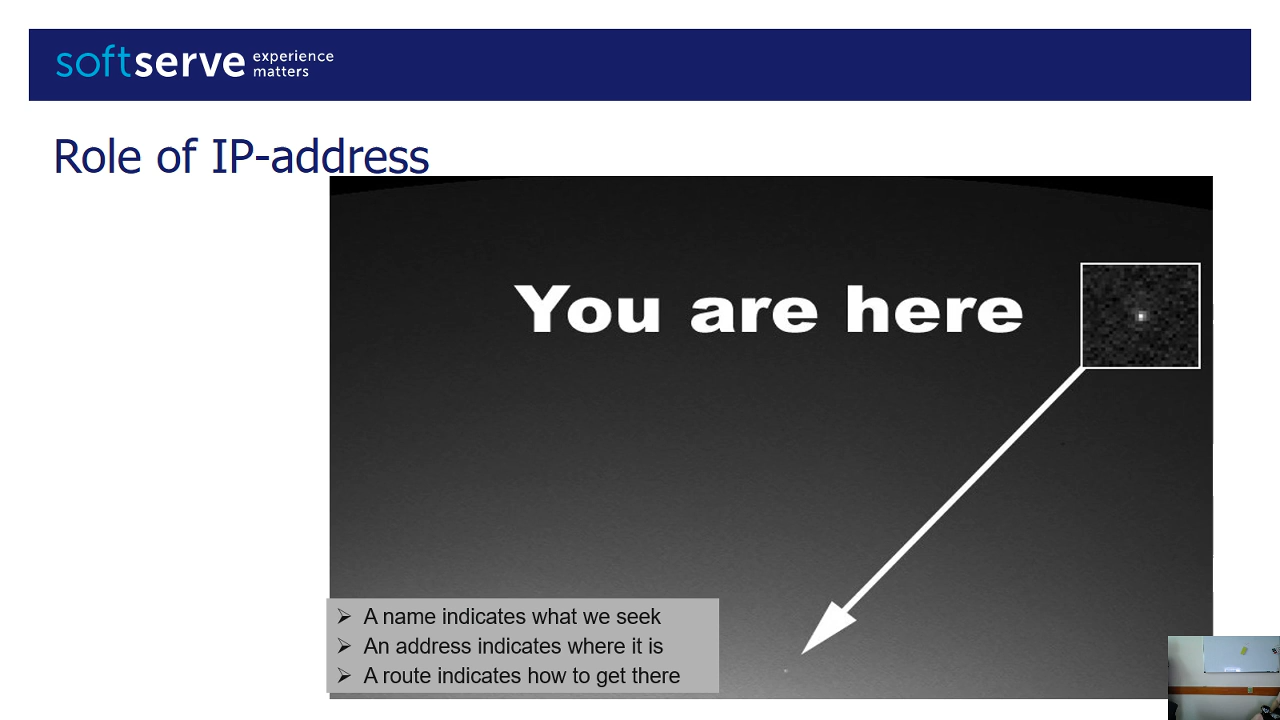 softserve experience matters
Role of IP-address
You are here
A name indicates what we seek
An address indicates where it is
A route indicates how to get there